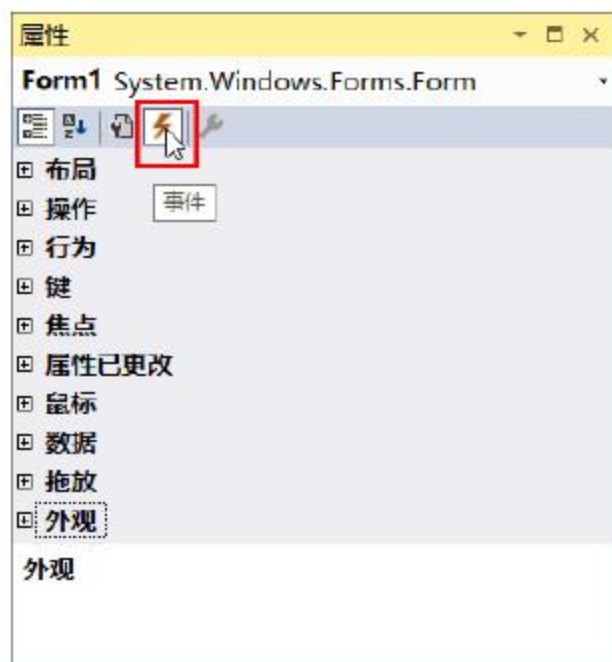 属性
Form1 System.Windows.Forms.Form
布局
事件
操作
行为
键
焦点
属性已更改
鼠标
数据
拖放
外观
外观